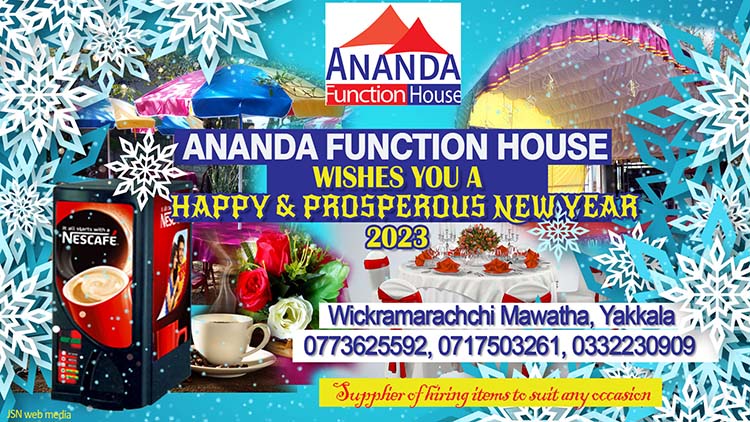 ANANDA
Function House
ANANDA FUNCTION HOUSE
WISHES YOU A
HAPPY & PROSPEROUS NEW YEAR
2023
it all starts with a
NESCAFÉ
Wickramarachchi Mawatha, Yakkala
0773625592, 0717503261, 0332230909
Supplier of hiring items to suit any occasion
JSN web media